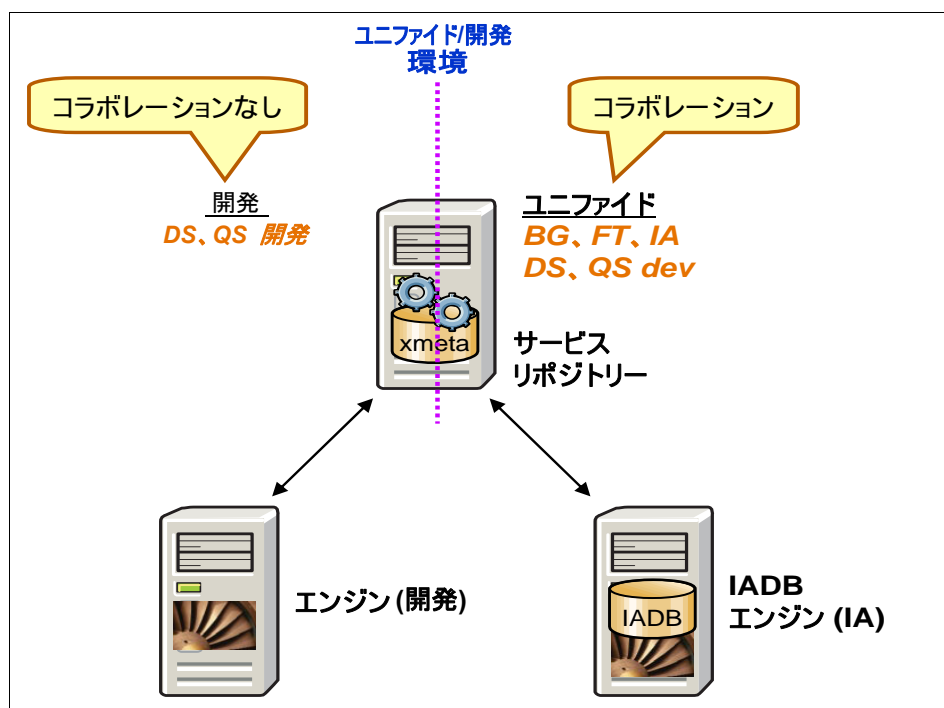 ユニファイド/開発
環境
コラボレーションなし
コラボレーション
開発
DS、QS 開発
ユニファイド
BG、FT、IA
DS、QS dev
xmeta
サービス
リポジトリー
エンジン (開発)
IADB
IADB
エンジン (IA)